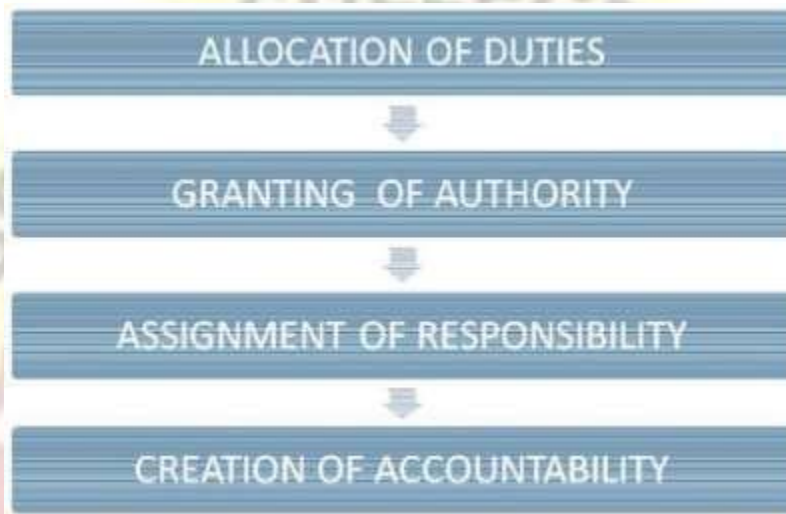 ALLOCATION OF DUTIES
GRANTING OF AUTHORITY
ASSIGNMENT OF RESPONSIBILITY
CREATION OF ACCOUNTABILITY